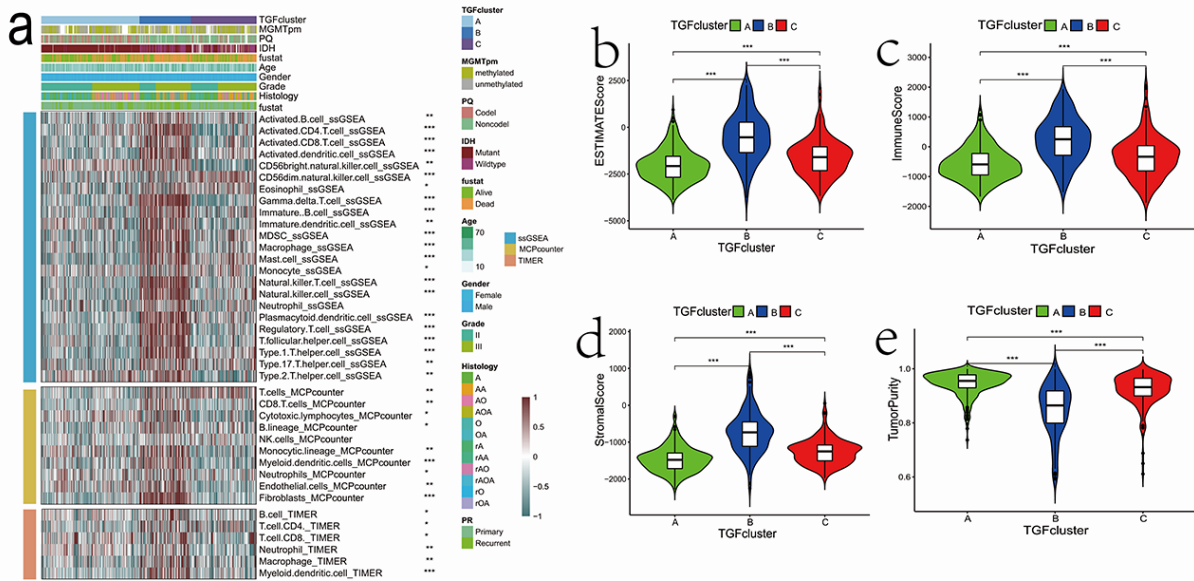 a
TGFcluster
MGMTpm
PQ
IDH
fustat
Age
Gender
Grade
Histology
fustat
Activated.B.cell_ssGSEA **
Activated.CD4.T.cell_ssGSEA ***
Activated.CD8.T.cell_ssGSEA ***
Activated.dendritic.cell_ssGSEA ***
CD56bright.natural.killer.cell_ssGSEA **
CD56dim.natural.killer.cell_ssGSEA ***
Eosinophil_ssGSEA *
Gamma.delta.T.cell_ssGSEA ***
Immature..B.cell_ssGSEA ***
Immature.dendritic.cell_ssGSEA **
MDSC_ssGSEA ***
Macrophage_ssGSEA ***
Mast.cell_ssGSEA ***
Monocyte_ssGSEA *
Natural.killer.T.cell_ssGSEA ***
Natural.killer.cell_ssGSEA ***
Neutrophil_ssGSEA
Plasmacytoid.dendritic.cell_ssGSEA ***
Regulatory.T.cell_ssGSEA ***
T.follicular.helper.cell_ssGSEA ***
Type.1.T.helper.cell_ssGSEA ***
Type.17.T.helper.cell_ssGSEA **
Type.2.T.helper.cell_ssGSEA **
T.cells_MCPcounter **
CD8.T.cells_MCPcounter **
Cytotoxic.lymphocytes_MCPcounter *
B.lineage_MCPcounter *
NK.cells_MCPcounter
Monocytic.lineage_MCPcounter **
Myeloid.dendritic.cells_MCPcounter ***
Neutrophils_MCPcounter *
Endothelial.cells_MCPcounter **
Fibroblasts_MCPcounter ***
B.cell_TIMER *
T.cell.CD4._TIMER *
T.cell.CD8._TIMER *
Neutrophil_TIMER **
Macrophage_TIMER **
Myeloid.dendritic.cell_TIMER ***
TGFcluster
A
B
C
MGMTpm
methylated
unmethylated
PQ
Codel
Noncodel
IDH
Mutant
Wildtype
fustat
Alive
Dead
Age
70
10
Gender
Female
Male
Grade
II
III
Histology
A
AA
AO
AOA
O
OA
rA
rAA
rAO
rAOA
rO
rOA
PR
Primary
Recurrent
ssGSEA
MCPcounter
TIMER
1
0.5
0
−0.5
−1
b
TGFcluster A B C
ESTIMATEScore
2500
0
−2500
−5000
***
***
***
A B C
TGFcluster
c
TGFcluster A B C
ImmuneScore
3000
2000
1000
0
−1000
−2000
***
***
***
A B C
TGFcluster
d
TGFcluster A B C
StromalScore
2000
1000
0
−1000
−2000
***
***
***
A B C
TGFcluster
e
TGFcluster A B C
TumorPurity
1.0
0.8
0.6
***
***
***
A B C
TGFcluster